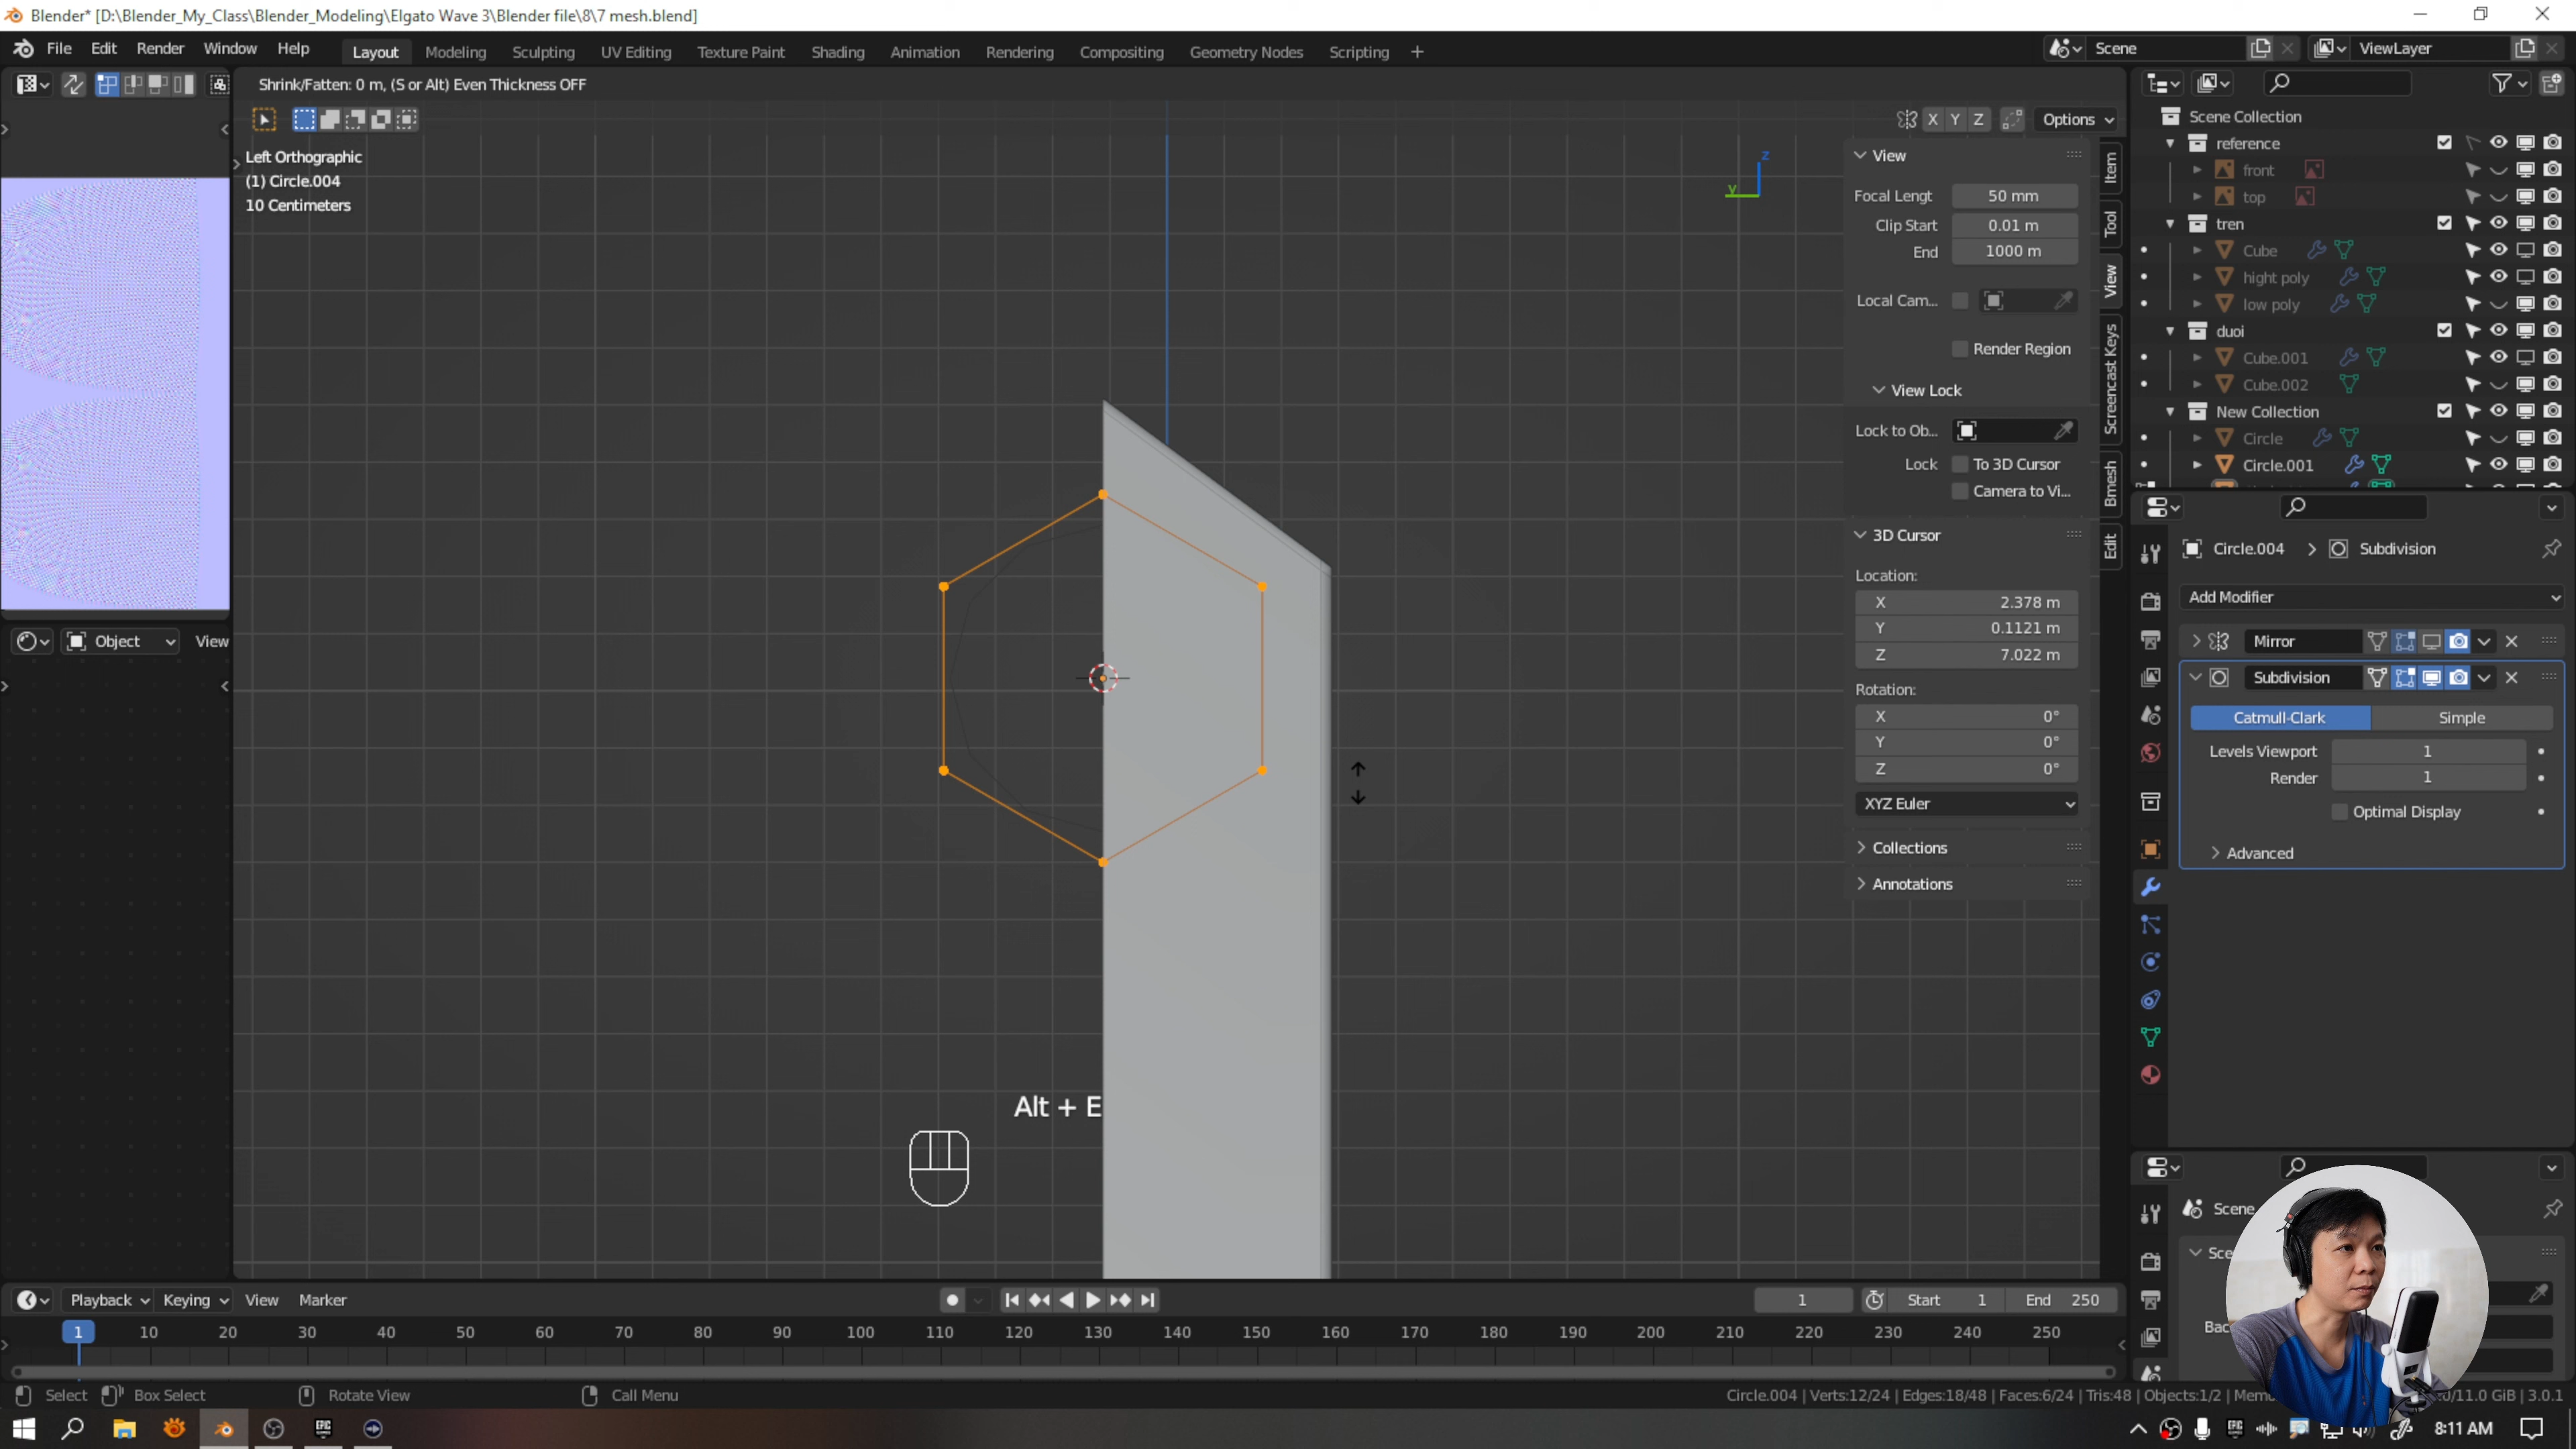 Blender* [D:\Blender_My_Class\Blender_Modeling\Elgato Wave 3\Blender file\8\7 mesh.blend]
File Edit Render Window Help Layout Modeling Sculpting UV Editing Texture Paint Shading Animation Rendering Compositing Geometry Nodes Scripting + Scene ViewLayer
Shrink/Fatten: 0 m, (S or Alt) Even Thickness OFF
X Y Z Options
Left Orthographic
(1) Circle.004
10 Centimeters
z
y
View
Focal Lengt 50 mm
Clip Start 0.01 m
End 1000 m
Local Cam...
Render Region
View Lock
Lock to Ob...
Lock To 3D Cursor
Camera to Vi...
3D Cursor
Location:
X 2.378 m
Y 0.1121 m
Z 7.022 m
Rotation:
X 0°
Y 0°
Z 0°
XYZ Euler
Collections
Annotations
Item
Tool
View
Screencast Keys
Bmesh
Edit
Scene Collection
reference
front
top
tren
Cube
hight poly
low poly
duoi
Cube.001
Cube.002
New Collection
Circle
Circle.001
Circle.004 > Subdivision
Add Modifier
Mirror
Subdivision
Catmull-Clark Simple
Levels Viewport 1
Render 1
Optimal Display
Advanced
Object View
Alt + E
Scene
Sce
Bac
Playback Keying View Marker 1 Start 1 End 250
1 10 20 30 40 50 60 70 80 90 100 110 120 130 140 150 160 170 180 190 200 210 220 230 240 250
Select Box Select Rotate View Call Menu Circle.004 | Verts:12/24 | Edges:18/48 | Faces:6/24 | Tris:48 | Objects:1/2 | Mem /11.0 GiB | 3.0.1
8:11 AM